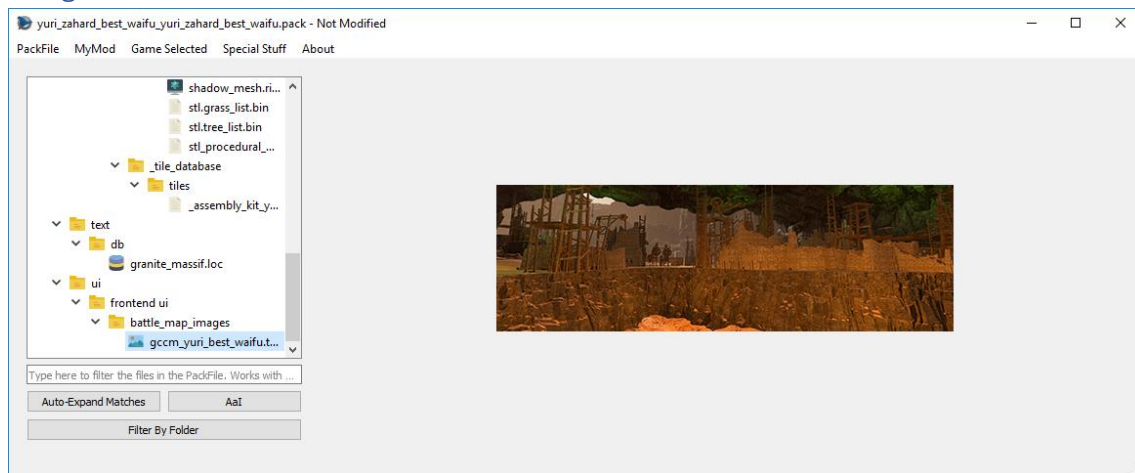 yuri_zahard_best_waifu_yuri_zahard_best_waifu.pack - Not Modified
PackFile MyMod Game Selected Special Stuff About
shadow_mesh.ri...
stl.grass_list.bin
stl.tree_list.bin
stl_procedural_...
_tile_database
tiles
_assembly_kit_y...
text
db
granite_massif.loc
ui
frontend ui
battle_map_images
gccm_yuri_best_waifu.t...
Type here to filter the files in the PackFile. Works with ...
Auto-Expand Matches AaI
Filter By Folder